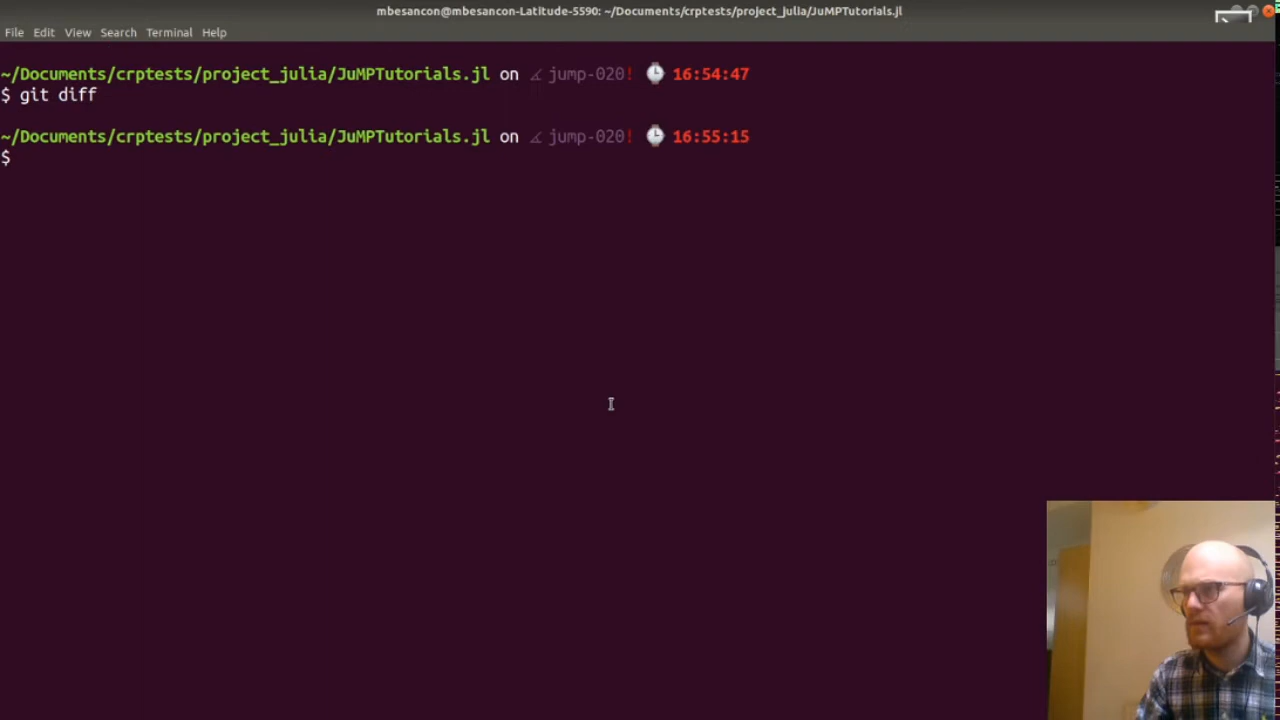 mbesancon@mbesancon-Latitude-5590: ~/Documents/crptests/project_julia/JuMPTutorials.jl
File Edit View Search Terminal Help
~/Documents/crptests/project_julia/JuMPTutorials.jl on jump-020! 16:54:47
$ git diff
~/Documents/crptests/project_julia/JuMPTutorials.jl on jump-020! 16:55:15
$